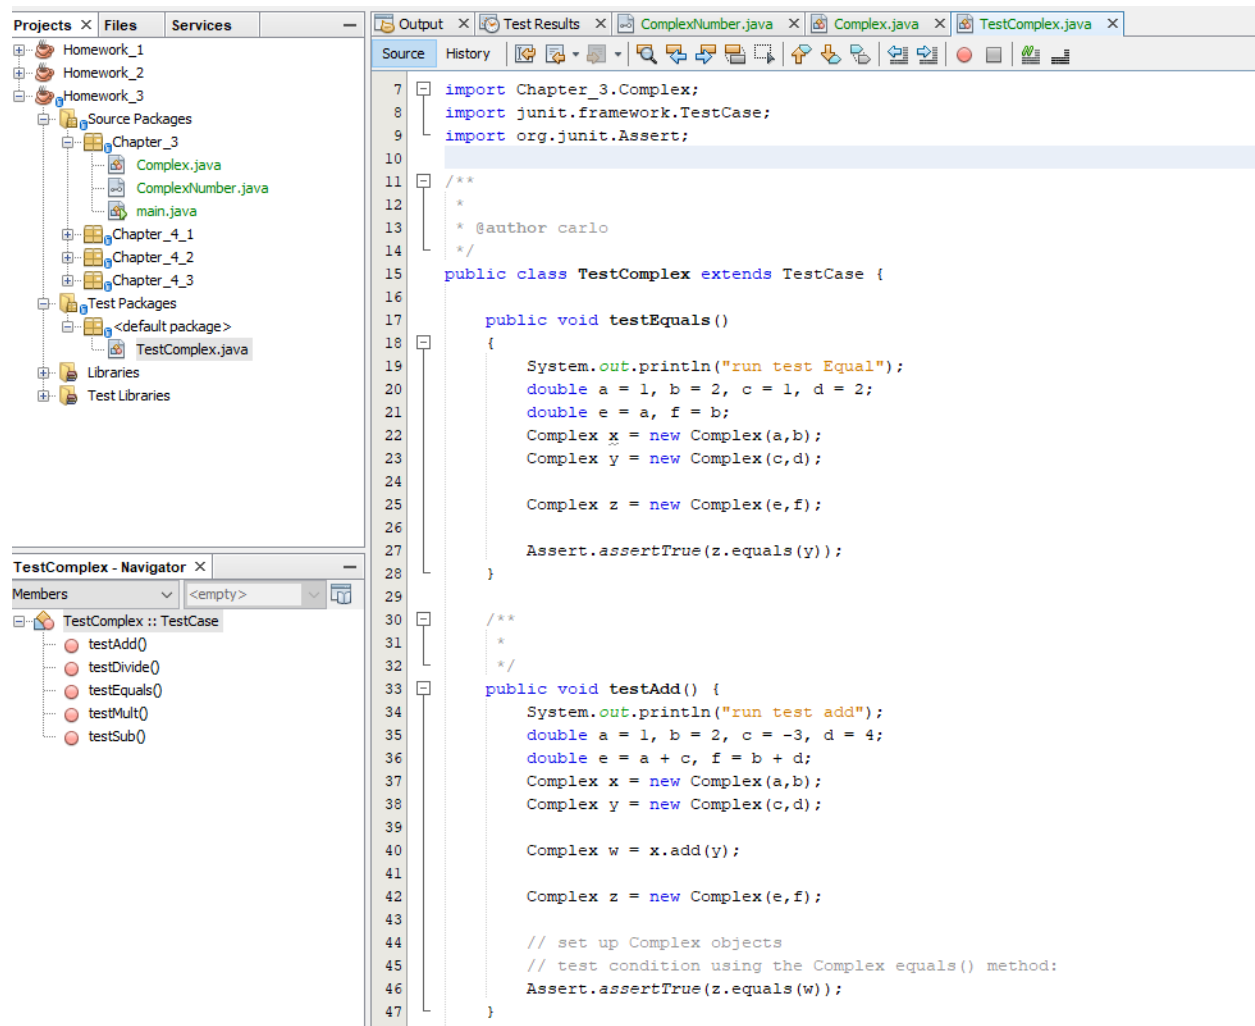 Projects Files Services
Homework_1
Homework_2
Homework_3
Source Packages
Chapter_3
Complex.java
ComplexNumber.java
main.java
Chapter_4_1
Chapter_4_2
Chapter_4_3
Test Packages
<default package>
TestComplex.java
Libraries
Test Libraries
TestComplex - Navigator
Members <empty>
TestComplex :: TestCase
testAdd()
testDivide()
testEquals()
testMult()
testSub()
Output Test Results ComplexNumber.java Complex.java TestComplex.java
Source History
7 import Chapter_3.Complex;
8 import junit.framework.TestCase;
9 import org.junit.Assert;
10
11 /**
12 *
13 * @author carlo
14 */
15 public class TestComplex extends TestCase {
16
17 public void testEquals()
18 {
19 System.out.println("run test Equal");
20 double a = 1, b = 2, c = 1, d = 2;
21 double e = a, f = b;
22 Complex x = new Complex(a,b);
23 Complex y = new Complex(c,d);
24
25 Complex z = new Complex(e,f);
26
27 Assert.assertTrue(z.equals(y));
28 }
29
30 /**
31 *
32 */
33 public void testAdd() {
34 System.out.println("run test add");
35 double a = 1, b = 2, c = -3, d = 4;
36 double e = a + c, f = b + d;
37 Complex x = new Complex(a,b);
38 Complex y = new Complex(c,d);
39
40 Complex w = x.add(y);
41
42 Complex z = new Complex(e,f);
43
44 // set up Complex objects
45 // test condition using the Complex equals() method:
46 Assert.assertTrue(z.equals(w));
47 }